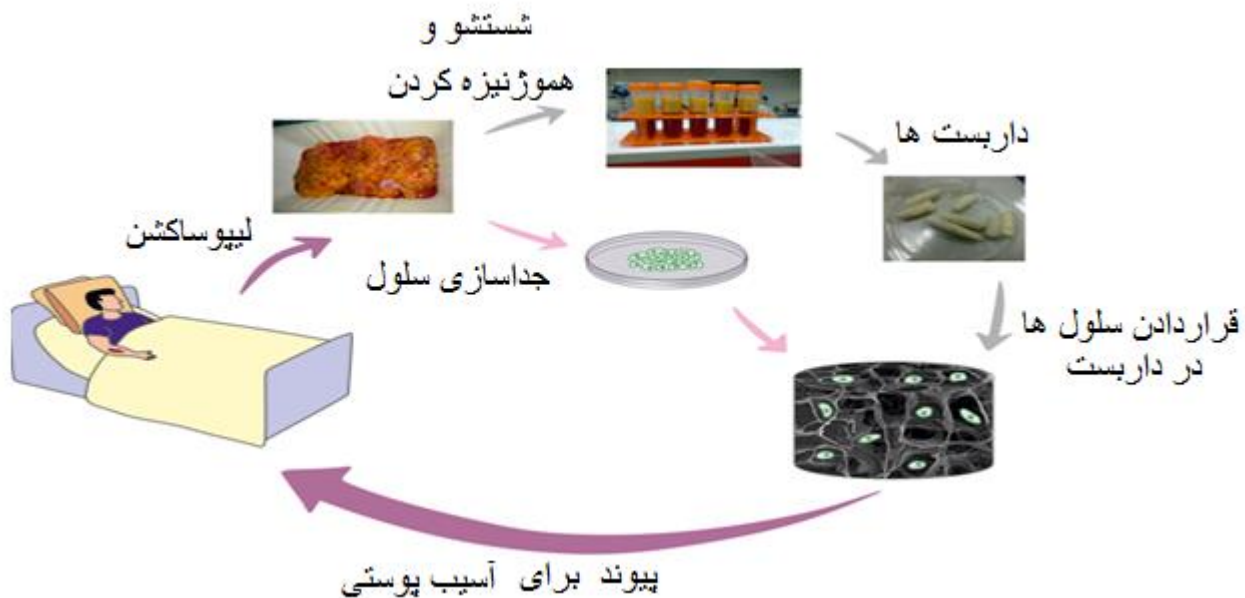 شستشو و
هموژنیزه کردن
داربست ها
لیپوساکشن
جداسازی سلول
قراردادن سلول ها
در داربست
پیوند برای آسیب پوستی